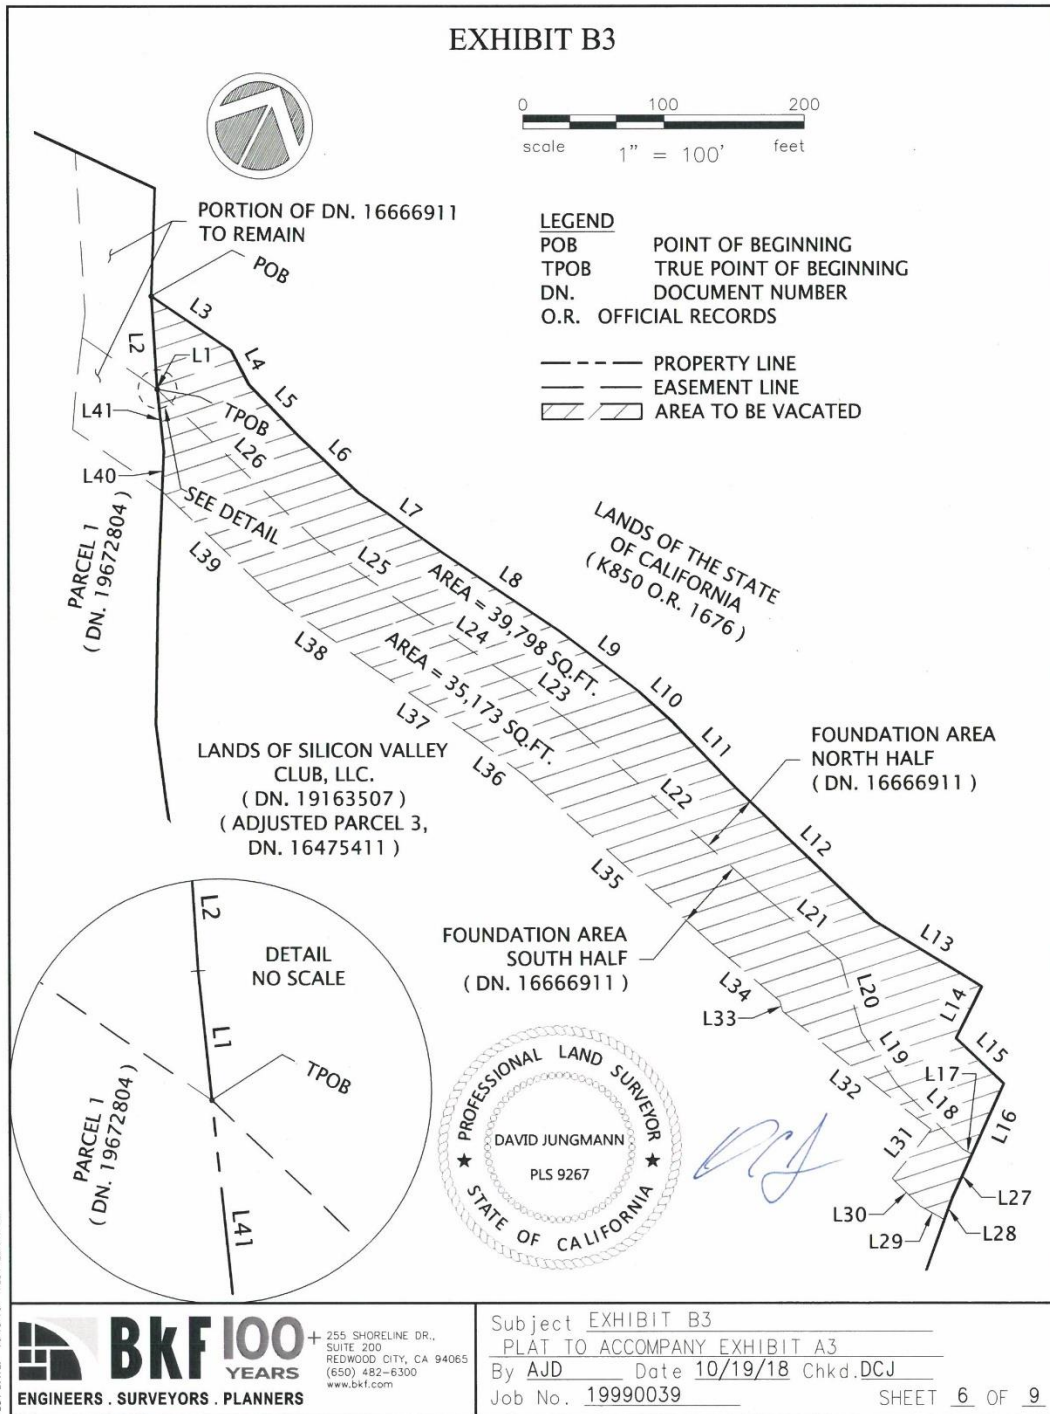 EXHIBIT B3
0 100 200
scale 1" = 100' feet
PORTION OF DN. 16666911
TO REMAIN
POB
LEGEND
POB POINT OF BEGINNING
TPOB TRUE POINT OF BEGINNING
DN. DOCUMENT NUMBER
O.R. OFFICIAL RECORDS
PROPERTY LINE
EASEMENT LINE
AREA TO BE VACATED
L3
L2
L1
L4
L41
TPOB
L5
L26
L6
L40
SEE DETAIL
L7
PARCEL 1
( DN. 19672804 )
L39
L25
L8
LANDS OF THE STATE
OF CALIFORNIA
( K850 O.R. 1676 )
AREA = 39,798 SQ.FT.
L24
L38
AREA = 35,173 SQ.FT.
L23
L9
L10
L37
L36
L11
L22
FOUNDATION AREA
NORTH HALF
( DN. 16666911 )
LANDS OF SILICON VALLEY
CLUB, LLC.
( DN. 19163507 )
( ADJUSTED PARCEL 3,
DN. 16475411 )
L12
L35
L21
L13
FOUNDATION AREA
SOUTH HALF
( DN. 16666911 )
L34
L33
L20
L14
L19
L15
L32
L17
L18
L16
L31
L30
L29
L27
L28
L2
DETAIL
NO SCALE
L1
TPOB
PARCEL 1
( DN. 19672804 )
L41
PROFESSIONAL LAND SURVEYOR
DAVID JUNGMANN
PLS 9267
STATE OF CALIFORNIA
BKF 100+ YEARS
ENGINEERS . SURVEYORS . PLANNERS
255 SHORELINE DR.,
SUITE 200
REDWOOD CITY, CA 94065
(650) 482-6300
www.bkf.com
Subject EXHIBIT B3
PLAT TO ACCOMPANY EXHIBIT A3
By AJD Date 10/19/18 Chkd.DCJ
Job No. 19990039 SHEET 6 OF 9